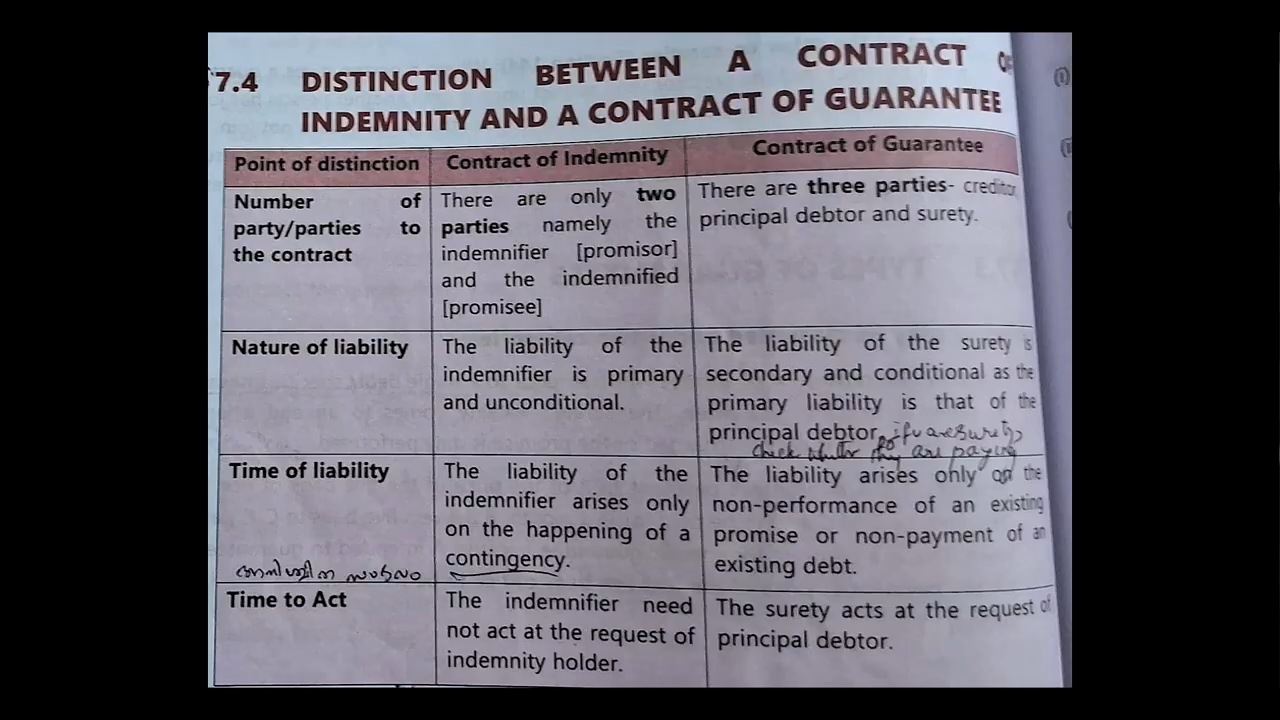 7.4 DISTINCTION BETWEEN A CONTRACT OF
INDEMNITY AND A CONTRACT OF GUARANTEE
Point of distinction
Contract of Indemnity
Contract of Guarantee
Number of
party/parties to
the contract
There are only two
parties namely the
indemnifier [promisor]
and the indemnified
[promisee]
There are three parties- creditor
principal debtor and surety.
Nature of liability
The liability of the
indemnifier is primary
and unconditional.
The liability of the surety is
secondary and conditional as the
primary liability is that of the
principal debtor if u are surety
check are paying
Time of liability
The liability of the
indemnifier arises only
on the happening of a
contingency.
The liability arises only on the
non-performance of an existing
promise or non-payment of an
existing debt.
Time to Act
The indemnifier need
not act at the request of
indemnity holder.
The surety acts at the request of
principal debtor.